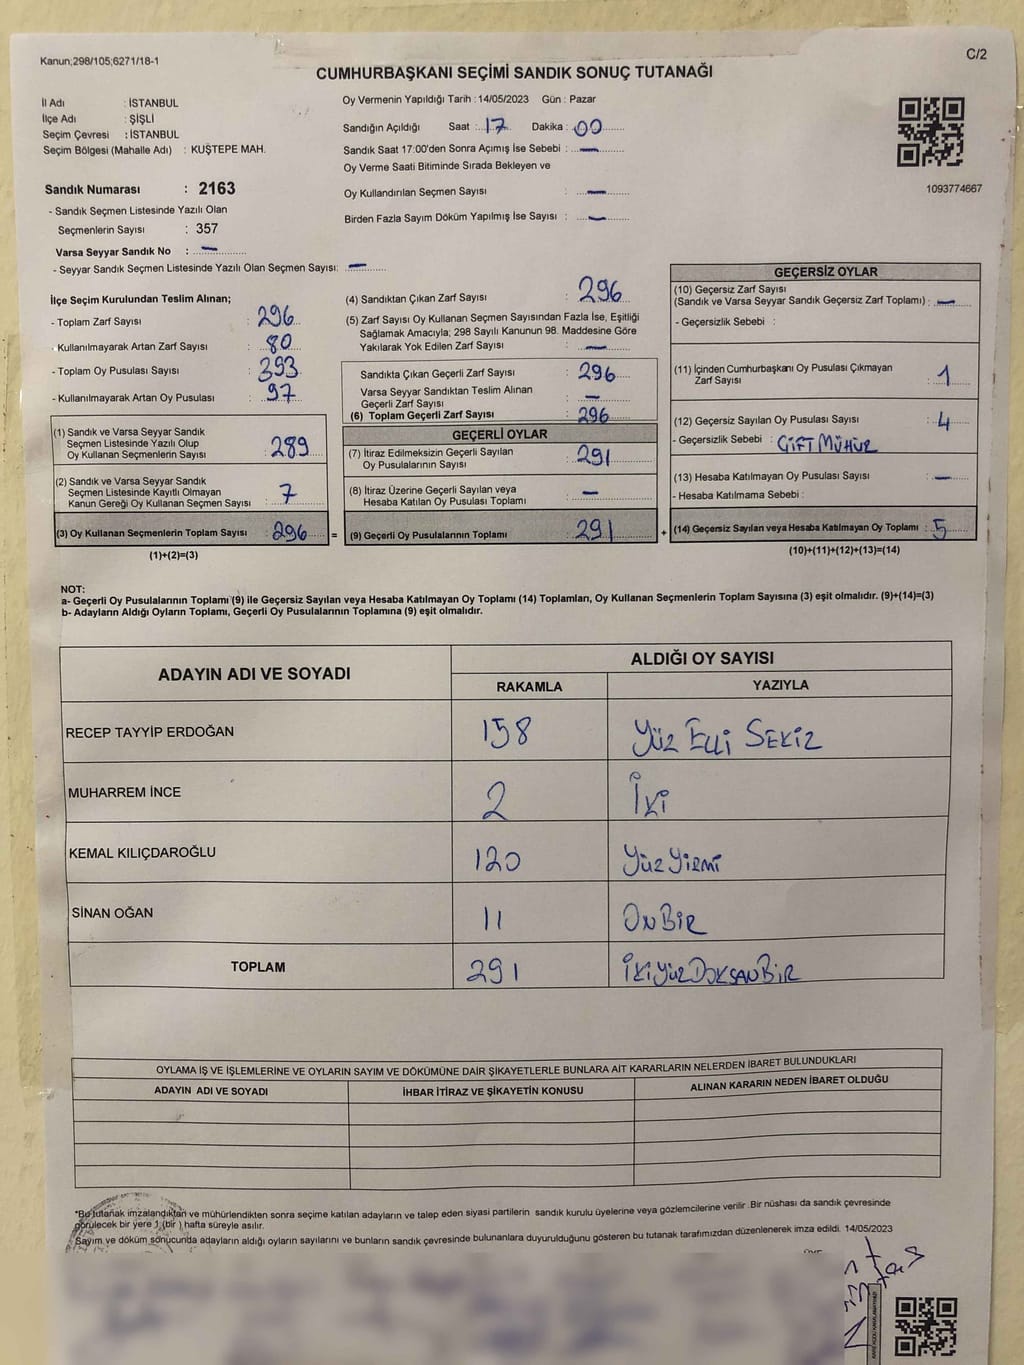 Kanun;298/105;6271/18-1
C/2
CUMHURBAŞKANI SEÇİMİ SANDIK SONUÇ TUTANAĞI
İl Adı : İSTANBUL
İlçe Adı : ŞİŞLİ
Seçim Çevresi : İSTANBUL
Seçim Bölgesi (Mahalle Adı) : KUŞTEPE MAH.
Sandık Numarası : 2163
- Sandık Seçmen Listesinde Yazılı Olan
Seçmenlerin Sayısı : 357
Varsa Seyyar Sandık No : —
- Seyyar Sandık Seçmen Listesinde Yazılı Olan Seçmen Sayısı: —
Oy Vermenin Yapıldığı Tarih : 14/05/2023 Gün : Pazar
Sandığın Açıldığı Saat : 17 Dakika : 00
Sandık Saat 17:00'den Sonra Açımış İse Sebebi : —
Oy Verme Saati Bitiminde Sırada Bekleyen ve
Oy Kullandırılan Seçmen Sayısı : —
Birden Fazla Sayım Döküm Yapılmış İse Sayısı : —
1093774667
İlçe Seçim Kurulundan Teslim Alınan;
- Toplam Zarf Sayısı : 296
- Kullanılmayarak Artan Zarf Sayısı : 80
- Toplam Oy Pusulası Sayısı : 393
- Kullanılmayarak Artan Oy Pusulası : 97
(1) Sandık ve Varsa Seyyar Sandık
Seçmen Listesinde Yazılı Olup
Oy Kullanan Seçmenlerin Sayısı : 289
(2) Sandık ve Varsa Seyyar Sandık
Seçmen Listesinde Kayıtlı Olmayan
Kanun Gereği Oy Kullanan Seçmen Sayısı : 7
(3) Oy Kullanan Seçmenlerin Toplam Sayısı : 296
(1)+(2)=(3)
(4) Sandıktan Çıkan Zarf Sayısı : 296
(5) Zarf Sayısı Oy Kullanan Seçmen Sayısından Fazla İse, Eşitliği
Sağlamak Amacıyla; 298 Sayılı Kanunun 98. Maddesine Göre
Yakılarak Yok Edilen Zarf Sayısı : —
Sandıkta Çıkan Geçerli Zarf Sayısı : 296
Varsa Seyyar Sandıktan Teslim Alınan
Geçerli Zarf Sayısı : —
(6) Toplam Geçerli Zarf Sayısı : 296
GEÇERLİ OYLAR
(7) İtiraz Edilmeksizin Geçerli Sayılan
Oy Pusulalarının Sayısı : 291
(8) İtiraz Üzerine Geçerli Sayılan veya
Hesaba Katılan Oy Pusulası Toplamı : —
= (9) Geçerli Oy Pusulalarının Toplamı : 291 +
GEÇERSİZ OYLAR
(10) Geçersiz Zarf Sayısı
(Sandık ve Varsa Seyyar Sandık Geçersiz Zarf Toplamı) : —
- Geçersizlik Sebebi :
(11) İçinden Cumhurbaşkanı Oy Pusulası Çıkmayan
Zarf Sayısı : 1
(12) Geçersiz Sayılan Oy Pusulası Sayısı : 4
- Geçersizlik Sebebi : ÇİFT MÜHÜR
(13) Hesaba Katılmayan Oy Pusulası Sayısı : —
- Hesaba Katılmama Sebebi :
(14) Geçersiz Sayılan veya Hesaba Katılmayan Oy Toplamı : 5
(10)+(11)+(12)+(13)=(14)
NOT:
a- Geçerli Oy Pusulalarının Toplamı (9) ile Geçersiz Sayılan veya Hesaba Katılmayan Oy Toplamı (14) Toplamları, Oy Kullanan Seçmenlerin Toplam Sayısına (3) eşit olmalıdır. (9)+(14)=(3)
b- Adayların Aldığı Oyların Toplamı, Geçerli Oy Pusulalarının Toplamına (9) eşit olmalıdır.
ADAYIN ADI VE SOYADI
ALDIĞI OY SAYISI
RAKAMLA YAZIYLA
RECEP TAYYİP ERDOĞAN 158 Yüz Elli SEKİZ
MUHARREM İNCE 2 İki
KEMAL KILIÇDAROĞLU 120 Yüz Yirmi
SİNAN OĞAN 11 ON BİR
TOPLAM 291 İKİ YÜZ DOKSAN BİR
OYLAMA İŞ VE İŞLEMLERİNE VE OYLARIN SAYIM VE DÖKÜMÜNE DAİR ŞİKAYETLERLE BUNLARA AİT KARARLARIN NELERDEN İBARET BULUNDUKLARI
ADAYIN ADI VE SOYADI İHBAR İTİRAZ VE ŞİKAYETİN KONUSU ALINAN KARARIN NEDEN İBARET OLDUĞU
*Bu tutanak imzalandıktan ve mühürlendikten sonra seçime katılan adayların ve talep eden siyasi partilerin sandık kurulu üyelerine veya gözlemcilerine verilir .Bir nüshası da sandık çevresinde
görülecek bir yere 1 (bir ) hafta süreyle asılır.
Sayım ve döküm sonucunda adayların aldığı oyların sayılarını ve bunların sandık çevresinde bulunanlara duyurulduğunu gösteren bu tutanak tarafımızdan düzenlenerek imza edildi. 14/05/2023